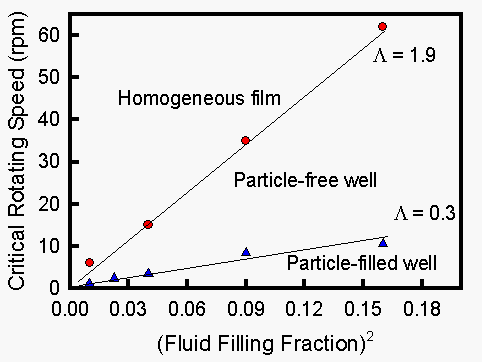 Critical Rotating Speed (rpm)
60
50
40
30
20
10
0
Λ = 1.9
Homogeneous film
Particle-free well
Λ = 0.3
Particle-filled well
0.00 0.03 0.06 0.09 0.12 0.15 0.18
(Fluid Filling Fraction)²